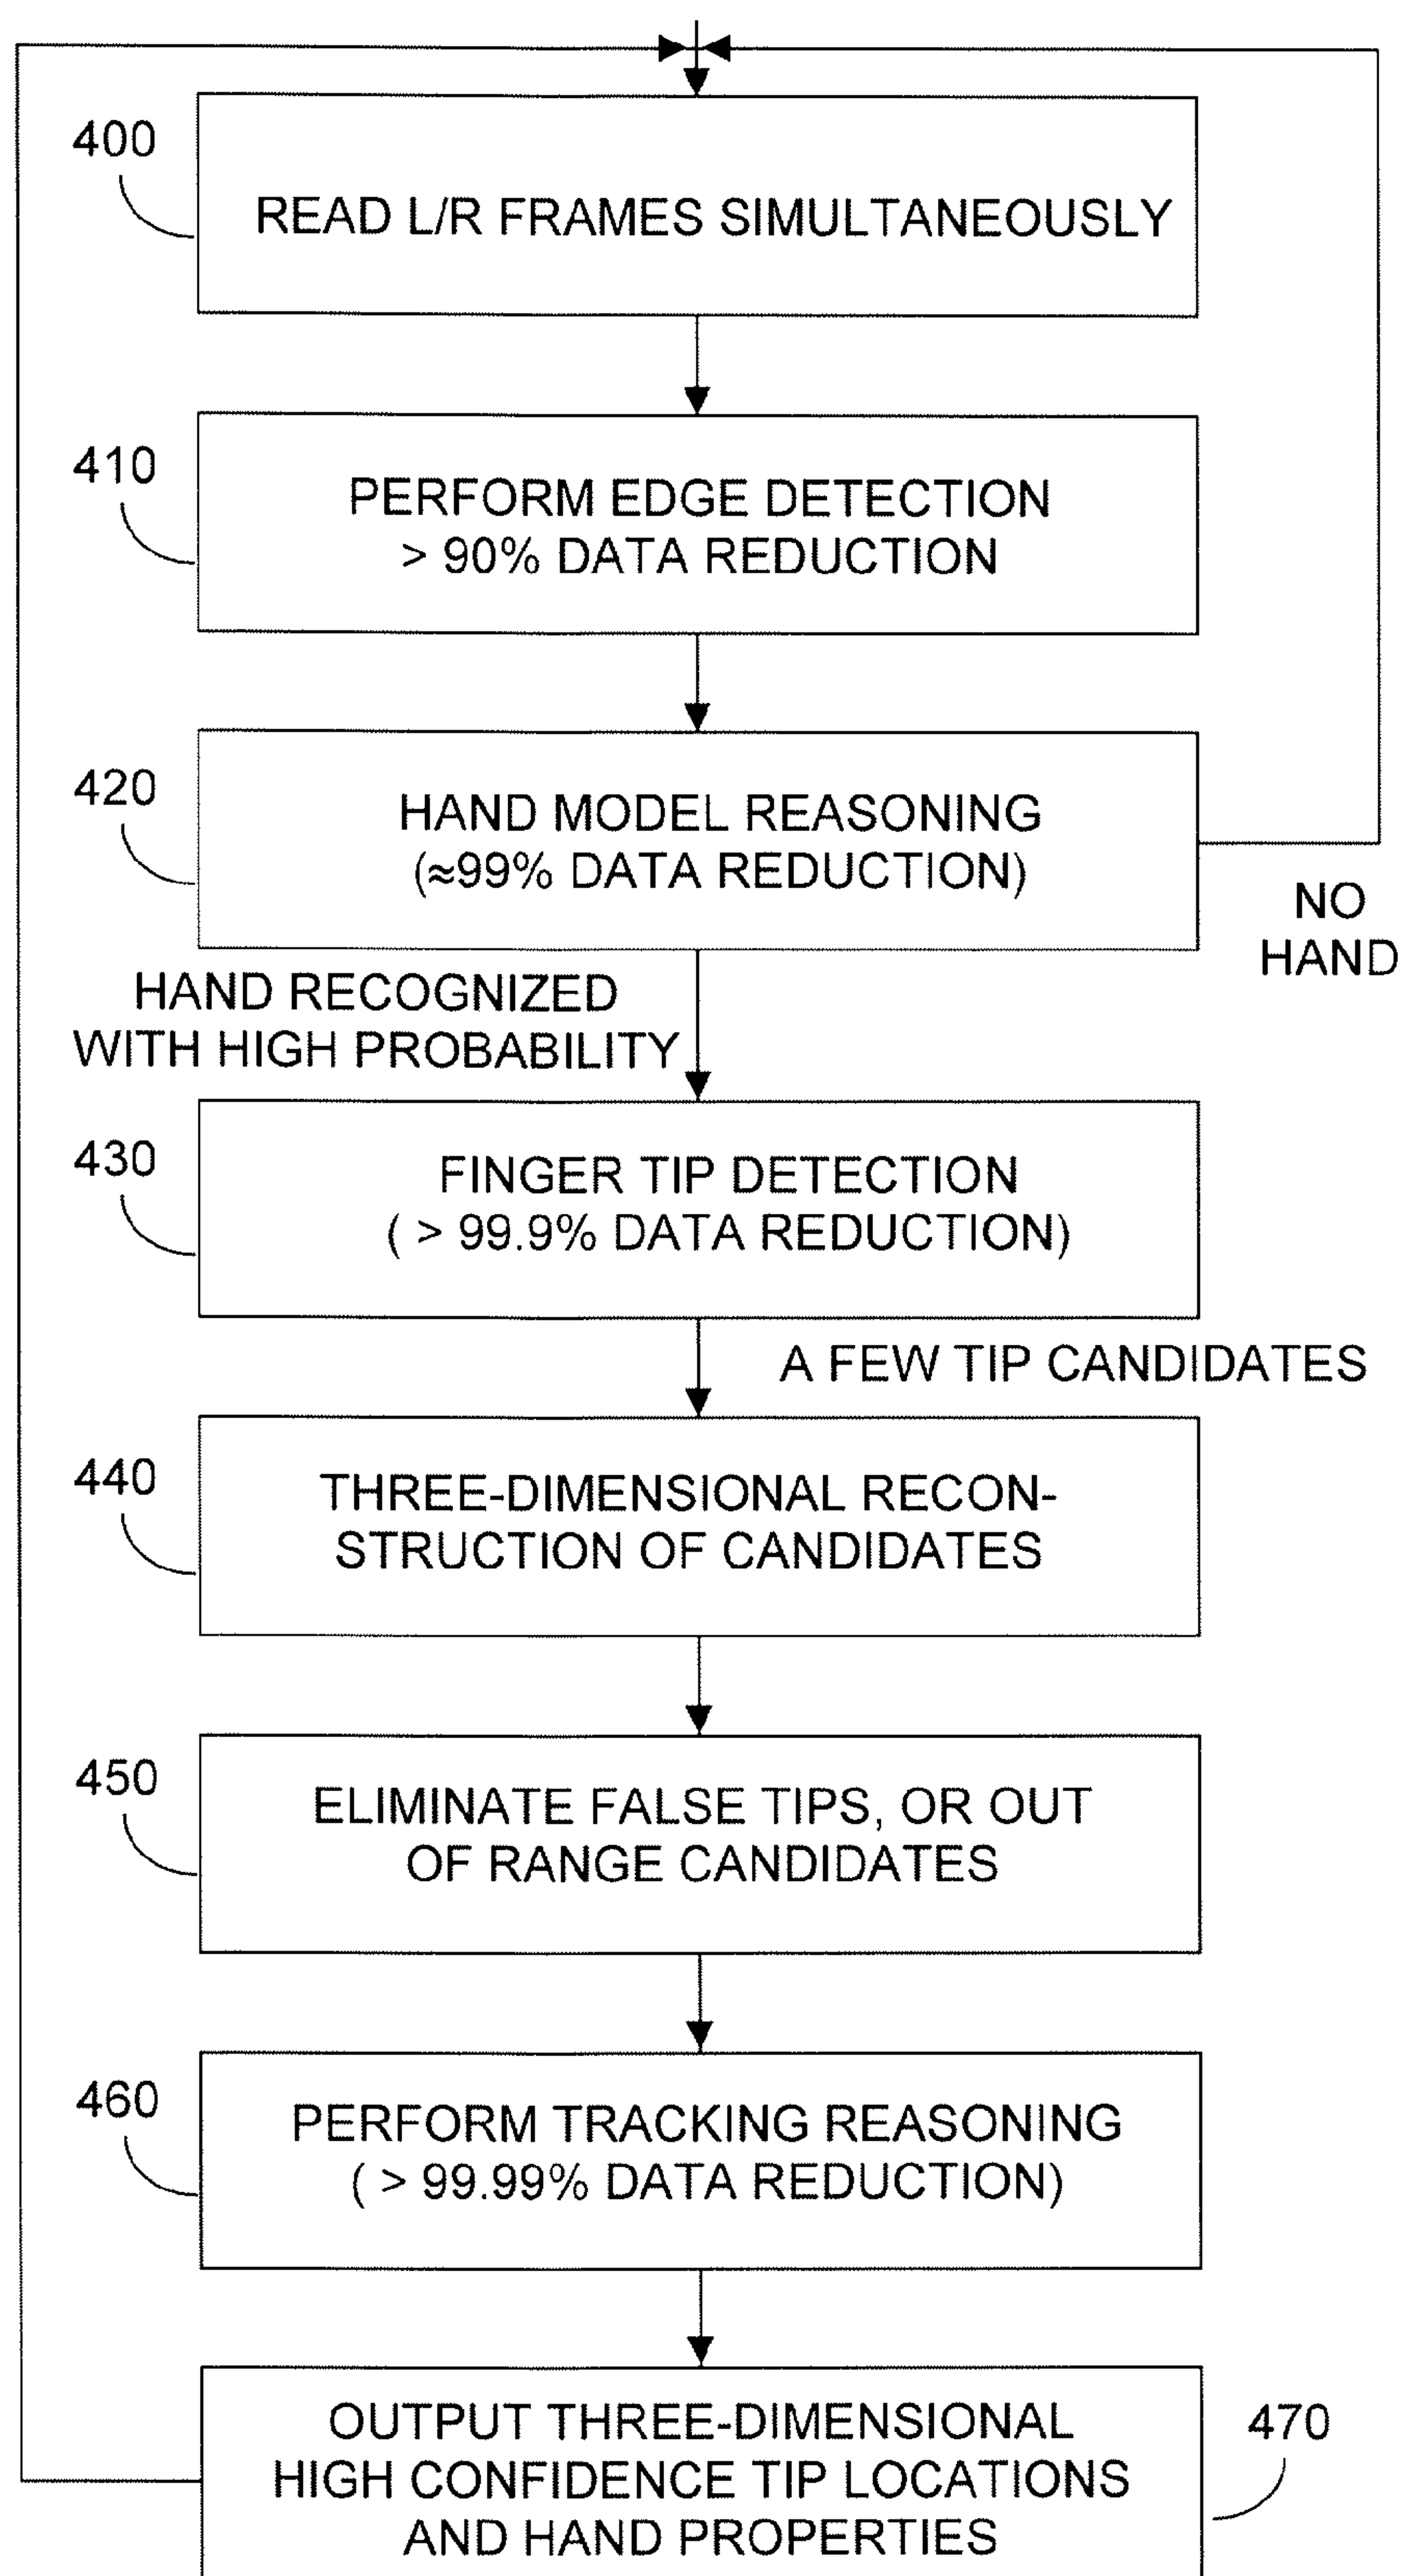 400
READ L/R FRAMES SIMULTANEOUSLY
410
PERFORM EDGE DETECTION
> 90% DATA REDUCTION
420
HAND MODEL REASONING
(≈99% DATA REDUCTION)
NO
HAND
HAND RECOGNIZED
WITH HIGH PROBABILITY
430
FINGER TIP DETECTION
( > 99.9% DATA REDUCTION)
A FEW TIP CANDIDATES
440
THREE-DIMENSIONAL RECON-
STRUCTION OF CANDIDATES
450
ELIMINATE FALSE TIPS, OR OUT
OF RANGE CANDIDATES
460
PERFORM TRACKING REASONING
( > 99.99% DATA REDUCTION)
470
OUTPUT THREE-DIMENSIONAL
HIGH CONFIDENCE TIP LOCATIONS
AND HAND PROPERTIES